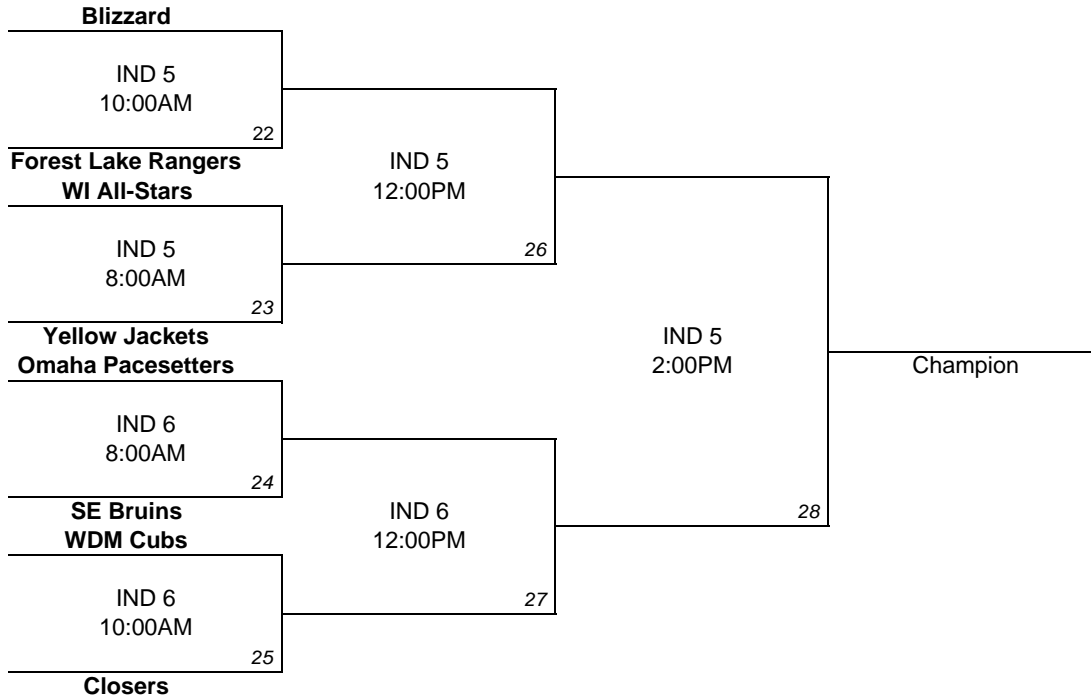 Blizzard
IND 5
10:00AM
22
Forest Lake Rangers
WI All-Stars
IND 5
8:00AM
23
Yellow Jackets
Omaha Pacesetters
IND 6
8:00AM
24
SE Bruins
WDM Cubs
IND 6
10:00AM
25
Closers
IND 5
12:00PM
26
IND 6
12:00PM
27
IND 5
2:00PM
28
Champion